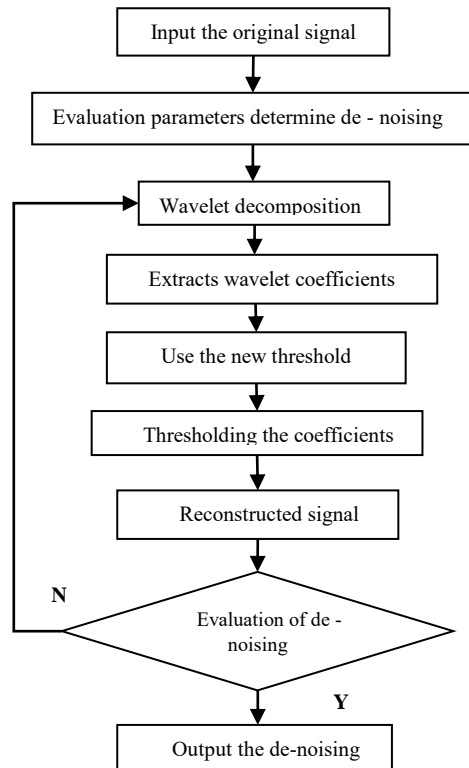 Input the original signal
Evaluation parameters determine de - noising
Wavelet decomposition
Extracts wavelet coefficients
Use the new threshold
Thresholding the coefficients
Reconstructed signal
N
Evaluation of de -
noising
Y
Output the de-noising